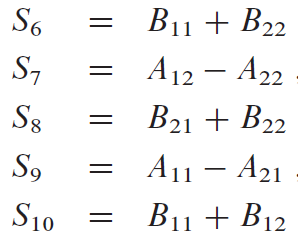 S₆ = B₁₁ + B₂₂
S₇ = A₁₂ − A₂₂ ,
S₈ = B₂₁ + B₂₂
S₉ = A₁₁ − A₂₁ ,
S₁₀ = B₁₁ + B₁₂